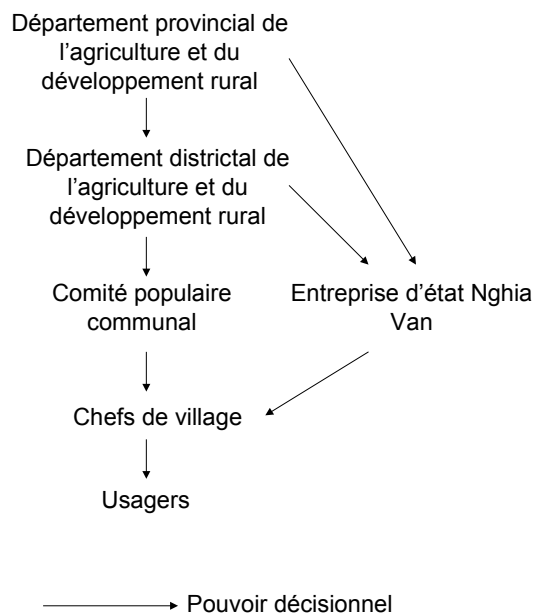 Département provincial de
l’agriculture et du
développement rural
Département districtal de
l’agriculture et du
développement rural
Comité populaire
communal
Entreprise d’état Nghia
Van
Chefs de village
Usagers
Pouvoir décisionnel